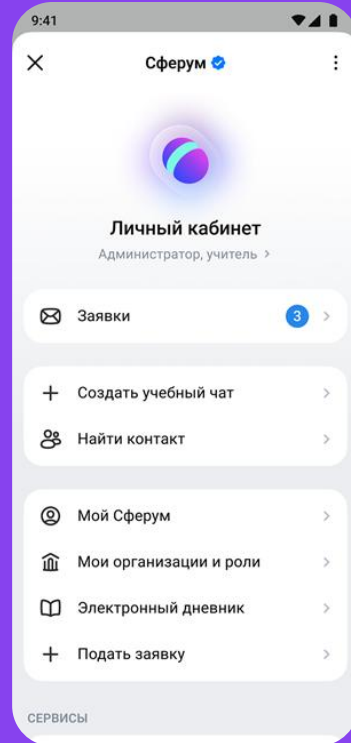 9:41
Сферум
Личный кабинет
Администратор, учитель
Заявки 3
Создать учебный чат
Найти контакт
Мой Сферум
Мои организации и роли
Электронный дневник
Подать заявку
СЕРВИСЫ